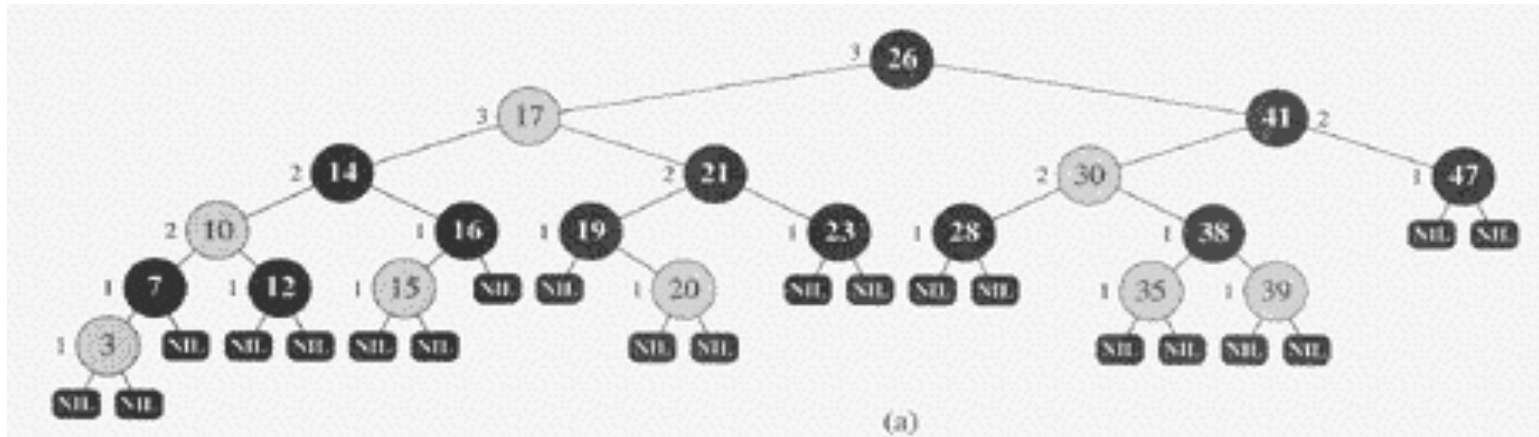 3 26
3 17 41 2
2 14 2 21 2 30 1 47
2 10 1 16 1 19 1 23 1 28 1 38 NIL NIL
1 7 1 12 1 15 NIL NIL 1 20 NIL NIL NIL NIL 1 35 1 39
1 3 NIL NIL NIL NIL NIL NIL NIL NIL NIL NIL NIL
NIL NIL
(a)